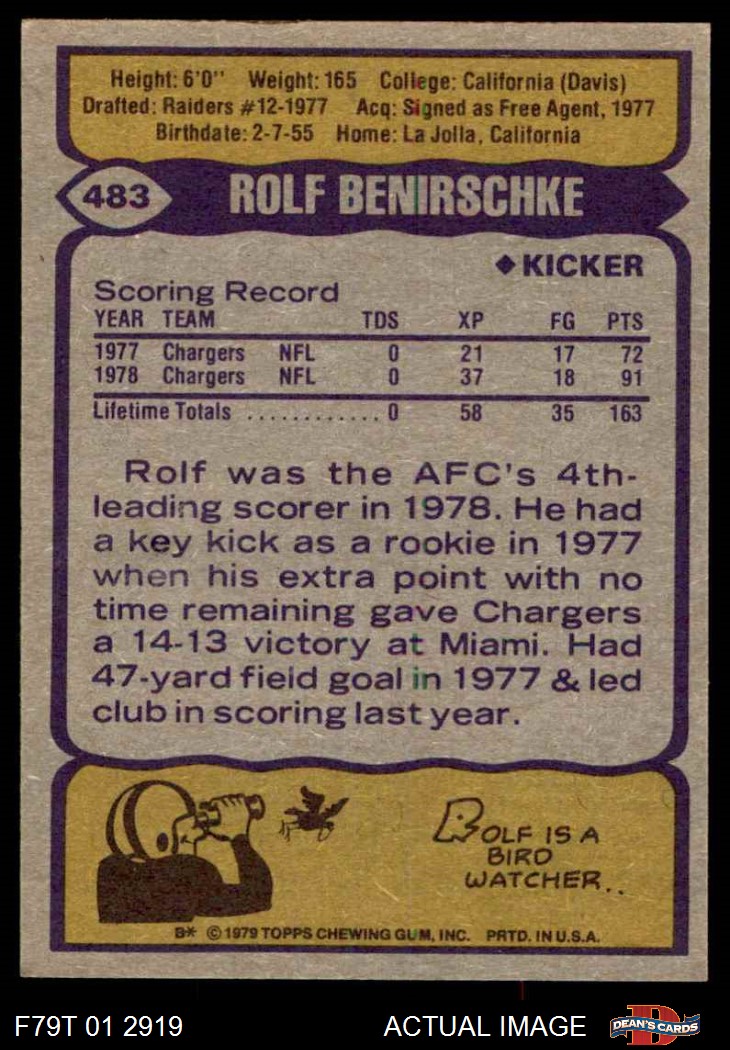 Height: 6'0" Weight: 165 College: California (Davis)
Drafted: Raiders #12-1977 Acq: Signed as Free Agent, 1977
Birthdate: 2-7-55 Home: La Jolla, California
483 ROLF BENIRSCHKE
◆ KICKER
Scoring Record
YEAR TEAM TDS XP FG PTS
1977 Chargers NFL 0 21 17 72
1978 Chargers NFL 0 37 18 91
Lifetime Totals ............ 0 58 35 163
Rolf was the AFC's 4th-
leading scorer in 1978. He had
a key kick as a rookie in 1977
when his extra point with no
time remaining gave Chargers
a 14-13 victory at Miami. Had
47-yard field goal in 1977 & led
club in scoring last year.
ROLF IS A
BIRD
WATCHER..
B* © 1979 TOPPS CHEWING GUM, INC. PRTD. IN U.S.A.
F79T 01 2919 ACTUAL IMAGE D DEAN'S CARDS